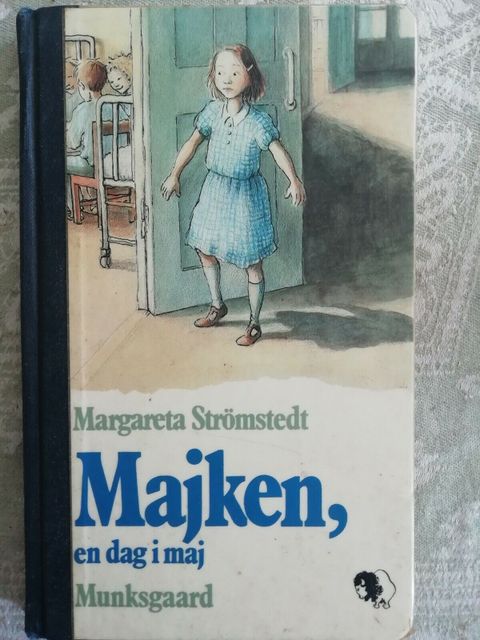 Margareta Strömstedt
Majken,
en dag i maj
Munksgaard